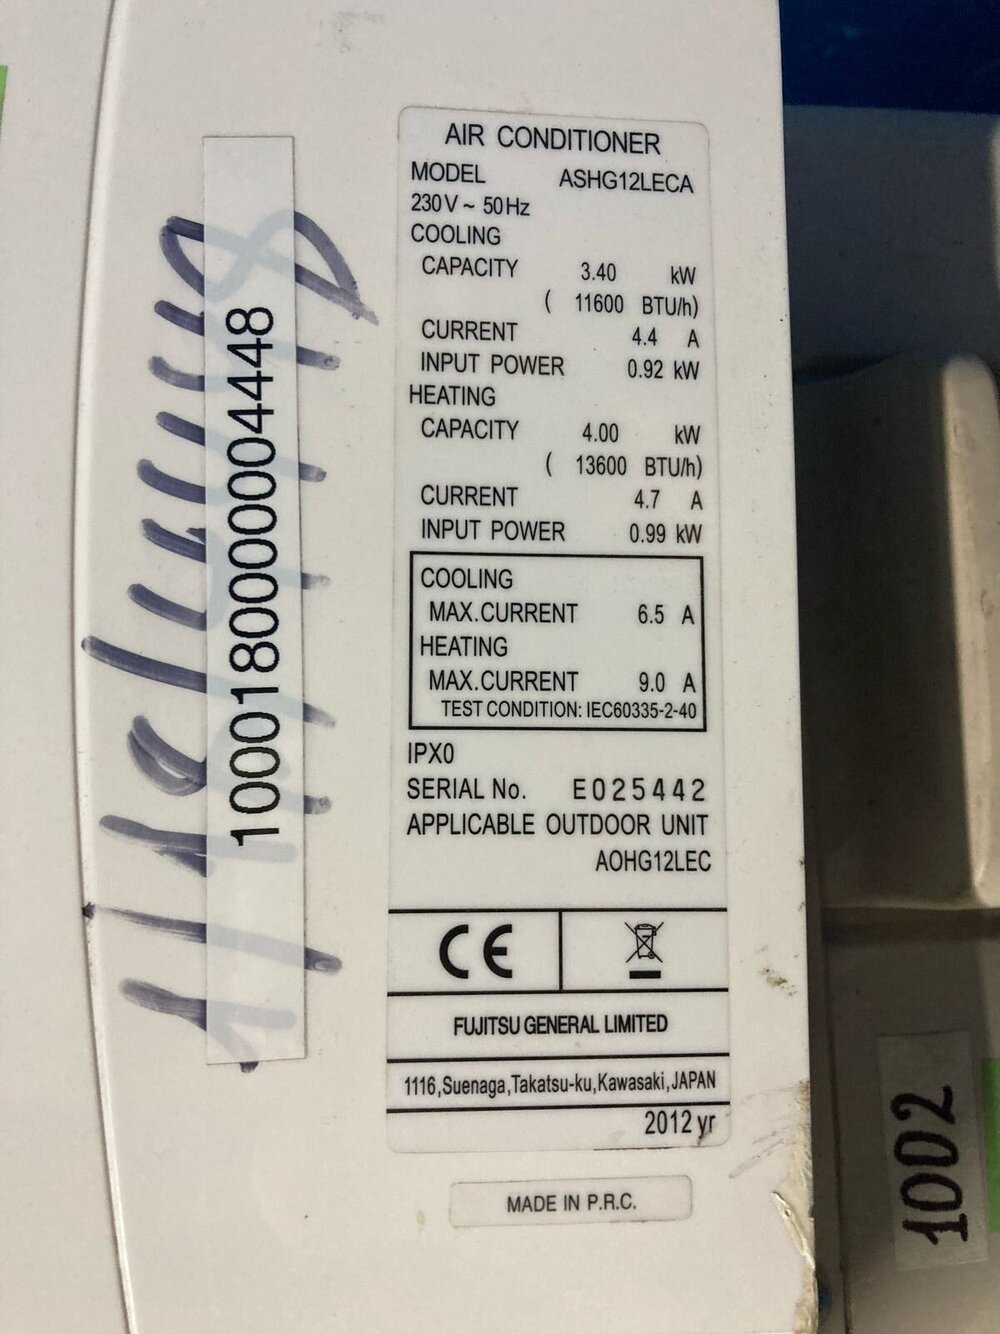 AIR CONDITIONER
MODEL ASHG12LECA
230V ~ 50Hz
COOLING
CAPACITY 3.40 kW
( 11600 BTU/h)
CURRENT 4.4 A
INPUT POWER 0.92 kW
HEATING
CAPACITY 4.00 kW
( 13600 BTU/h)
CURRENT 4.7 A
INPUT POWER 0.99 kW
COOLING
MAX.CURRENT 6.5 A
HEATING
MAX.CURRENT 9.0 A
TEST CONDITION: IEC60335-2-40
IPX0
SERIAL No. E025442
APPLICABLE OUTDOOR UNIT
AOHG12LEC
CE
FUJITSU GENERAL LIMITED
1116,Suenaga,Takatsu-ku,Kawasaki,JAPAN
2012 yr
MADE IN P.R.C.
1000180000004448
10D2